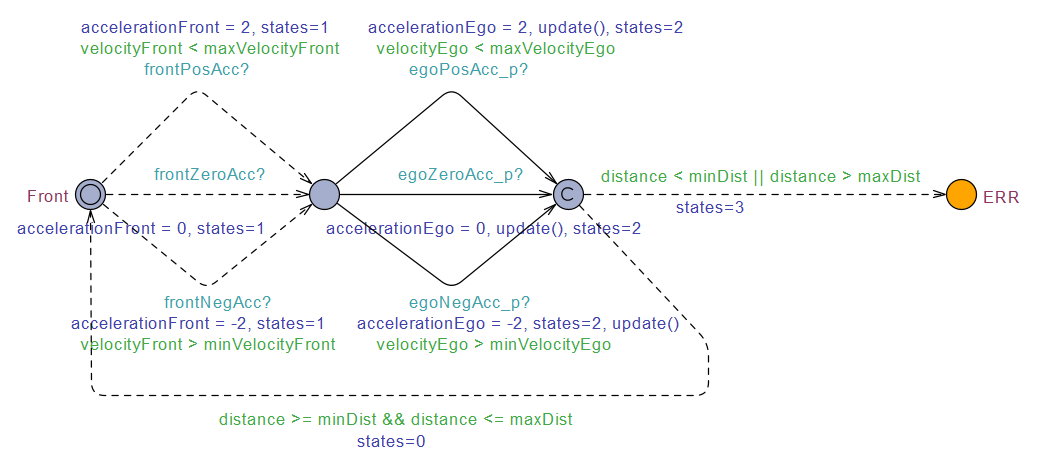 accelerationFront = 2, states=1
velocityFront < maxVelocityFront
frontPosAcc?
accelerationEgo = 2, update(), states=2
velocityEgo < maxVelocityEgo
egoPosAcc_p?
Front
frontZeroAcc?
accelerationFront = 0, states=1
egoZeroAcc_p?
accelerationEgo = 0, update(), states=2
C
distance < minDist || distance > maxDist
states=3
ERR
frontNegAcc?
accelerationFront = -2, states=1
velocityFront > minVelocityFront
egoNegAcc_p?
accelerationEgo = -2, states=2, update()
velocityEgo > minVelocityEgo
distance >= minDist && distance <= maxDist
states=0